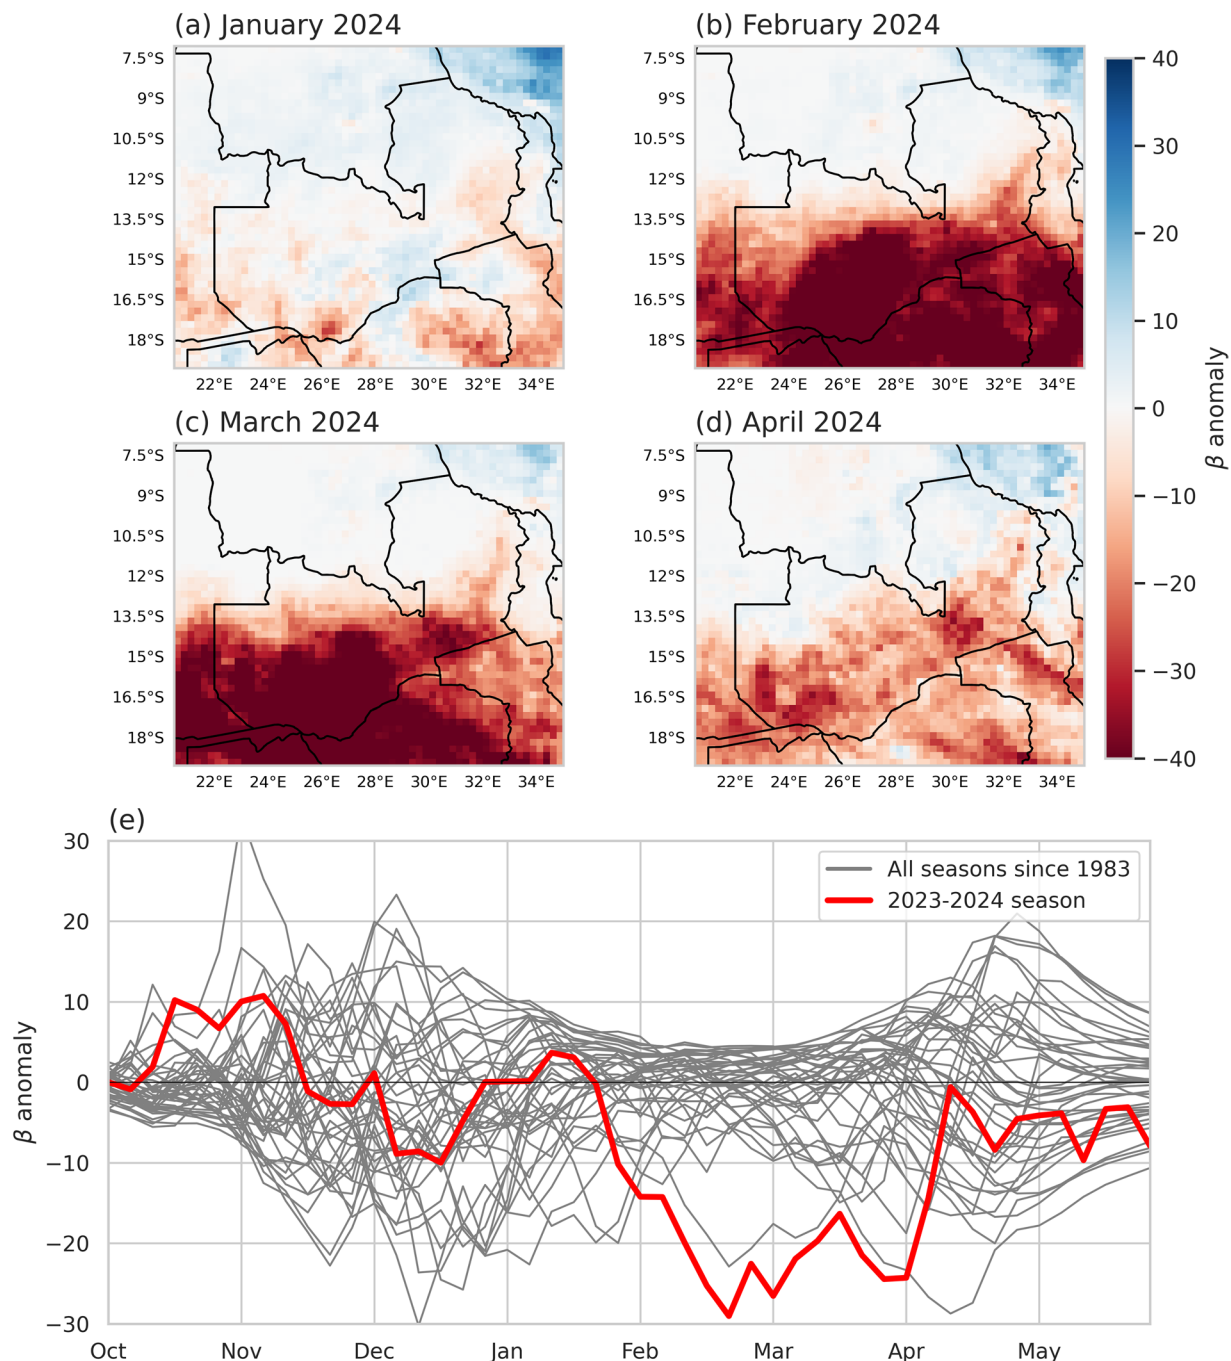 (a) January 2024
(b) February 2024
7.5°S
9°S
10.5°S
12°S
13.5°S
15°S
16.5°S
18°S
22°E 24°E 26°E 28°E 30°E 32°E 34°E
7.5°S
9°S
10.5°S
12°S
13.5°S
15°S
16.5°S
18°S
22°E 24°E 26°E 28°E 30°E 32°E 34°E
40
30
20
10
0
−10
−20
−30
−40
β anomaly
(c) March 2024
(d) April 2024
7.5°S
9°S
10.5°S
12°S
13.5°S
15°S
16.5°S
18°S
22°E 24°E 26°E 28°E 30°E 32°E 34°E
7.5°S
9°S
10.5°S
12°S
13.5°S
15°S
16.5°S
18°S
22°E 24°E 26°E 28°E 30°E 32°E 34°E
(e)
30
20
10
0
−10
−20
−30
β anomaly
All seasons since 1983
2023-2024 season
Oct Nov Dec Jan Feb Mar Apr May